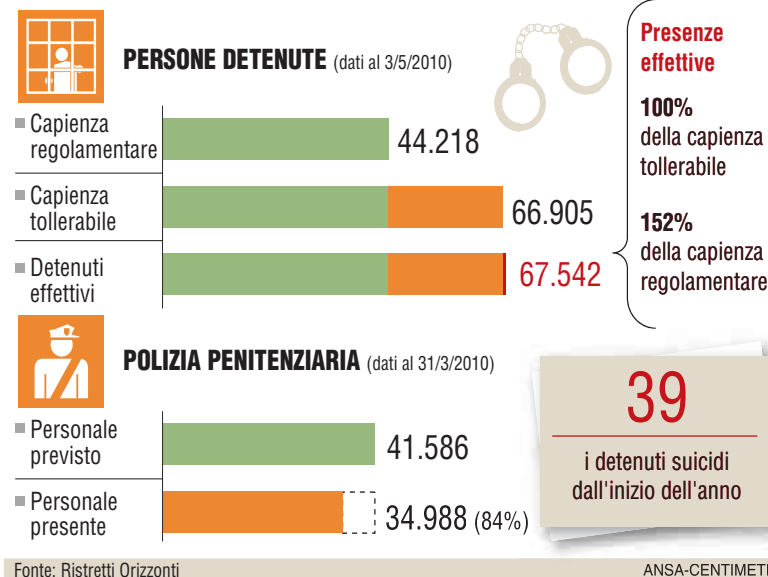 PERSONE DETENUTE (dati al 3/5/2010)
Capienza
regolamentare
44.218
Capienza
tollerabile
66.905
Detenuti
effettivi
67.542
Presenze
effettive
100%
della capienza
tollerabile
152%
della capienza
regolamentare
POLIZIA PENITENZIARIA (dati al 31/3/2010)
Personale
previsto
41.586
Personale
presente
34.988 (84%)
39
i detenuti suicidi
dall'inizio dell'anno
Fonte: Ristretti Orizzonti
ANSA-CENTIMETR